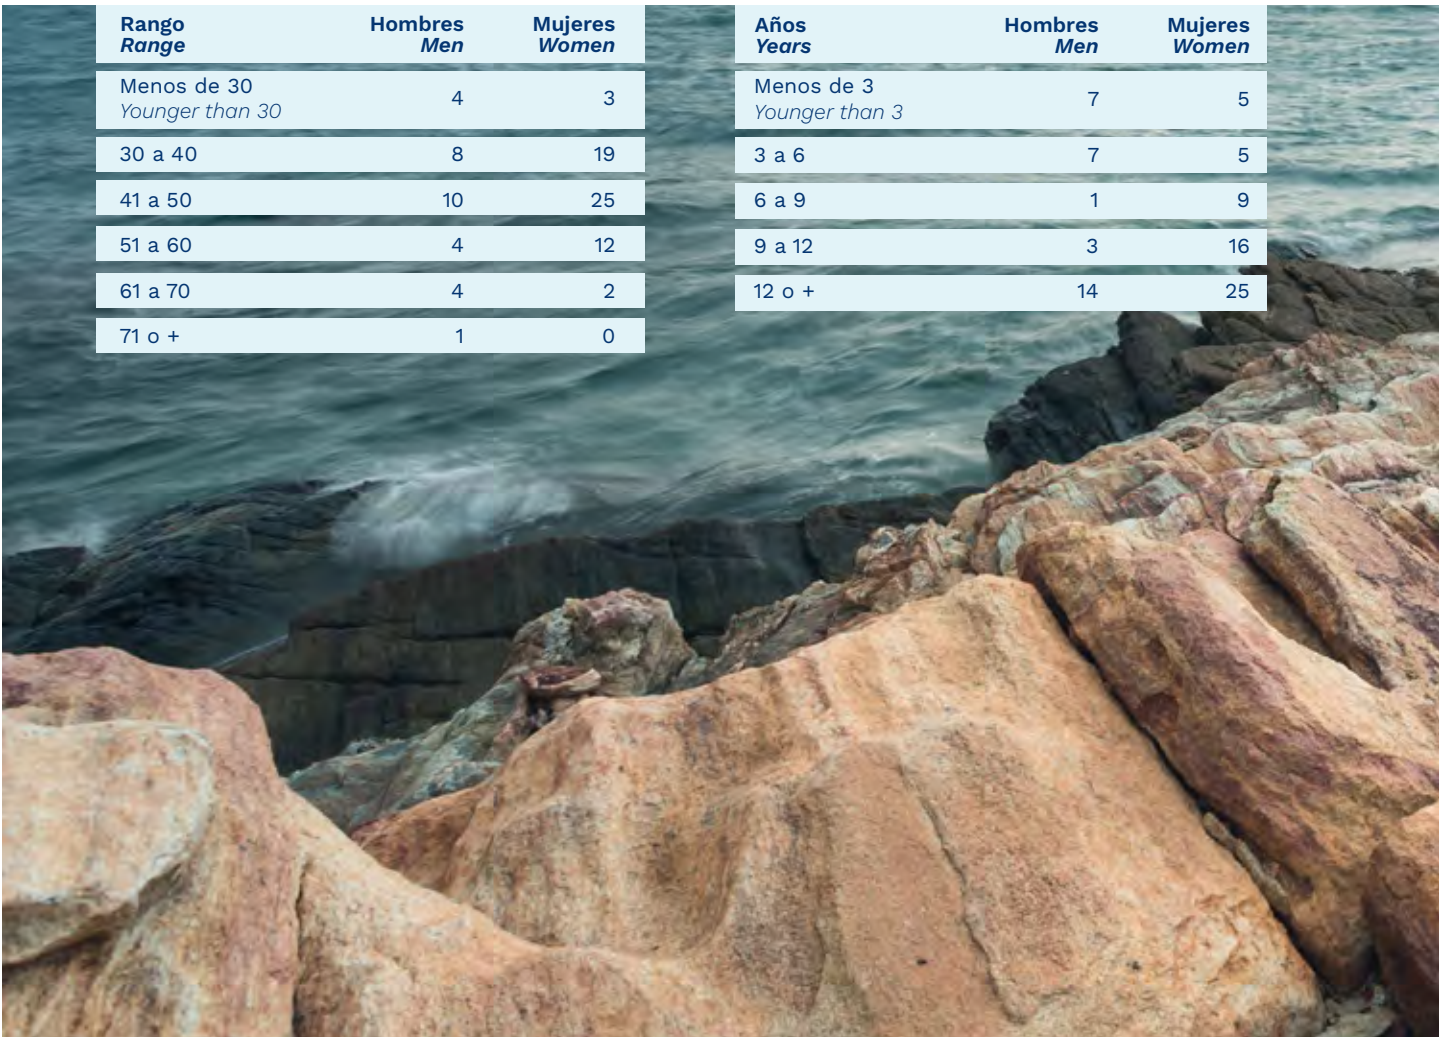 Rango Hombres Mujeres
Range Men Women
Menos de 30
Younger than 30 4 3
30 a 40 8 19
41 a 50 10 25
51 a 60 4 12
61 a 70 4 2
71 o + 1 0
Años Hombres Mujeres
Years Men Women
Menos de 3
Younger than 3 7 5
3 a 6 7 5
6 a 9 1 9
9 a 12 3 16
12 o + 14 25